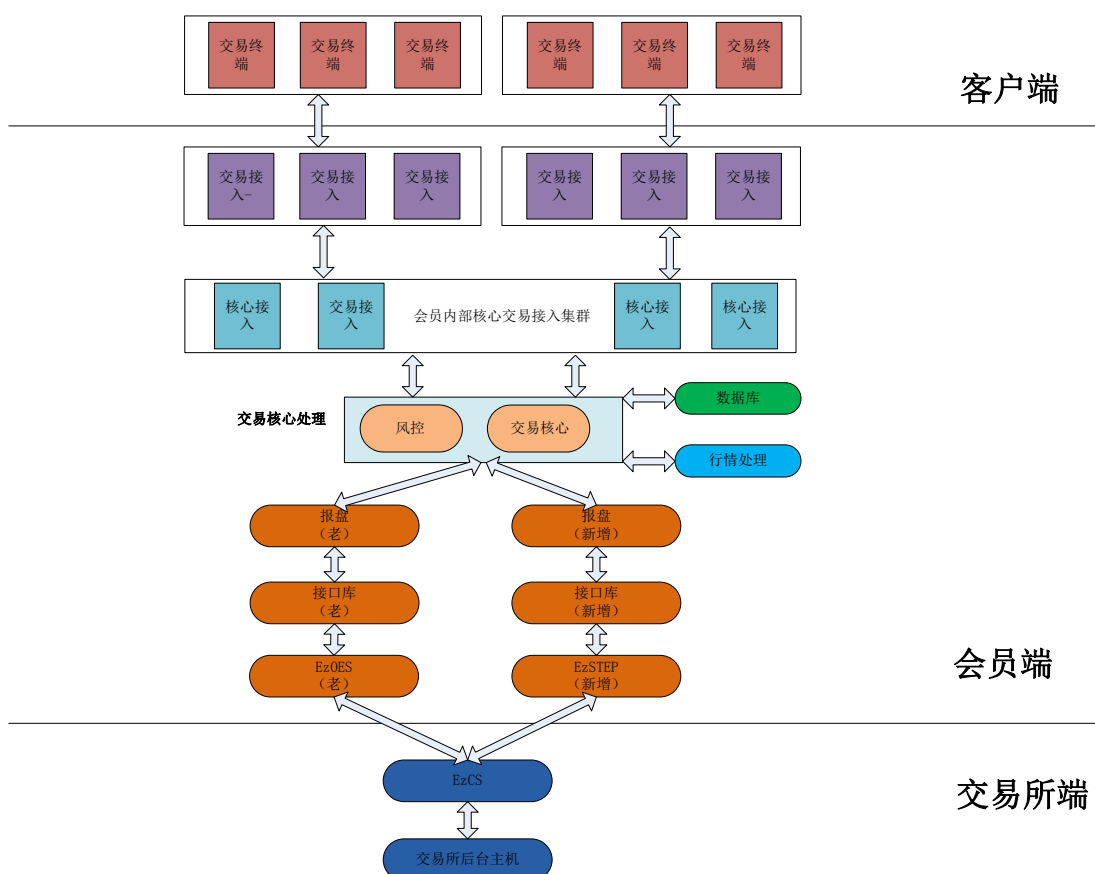 交易终
端
交易终
端
交易终
端
交易终
端
交易终
端
交易终
端
客户端
交易接
入-
交易接
入
交易接
入
交易接
入
交易接
入
交易接
入
核心接
入
交易接
入
会员内部核心交易接入集群
核心接
入
核心接
入
交易核心处理
风控
交易核心
数据库
行情处理
报盘
（老）
报盘
（新增）
接口库
（老）
接口库
（新增）
EzOES
（老）
EzSTEP
（新增）
会员端
EzCS
交易所端
交易所后台主机